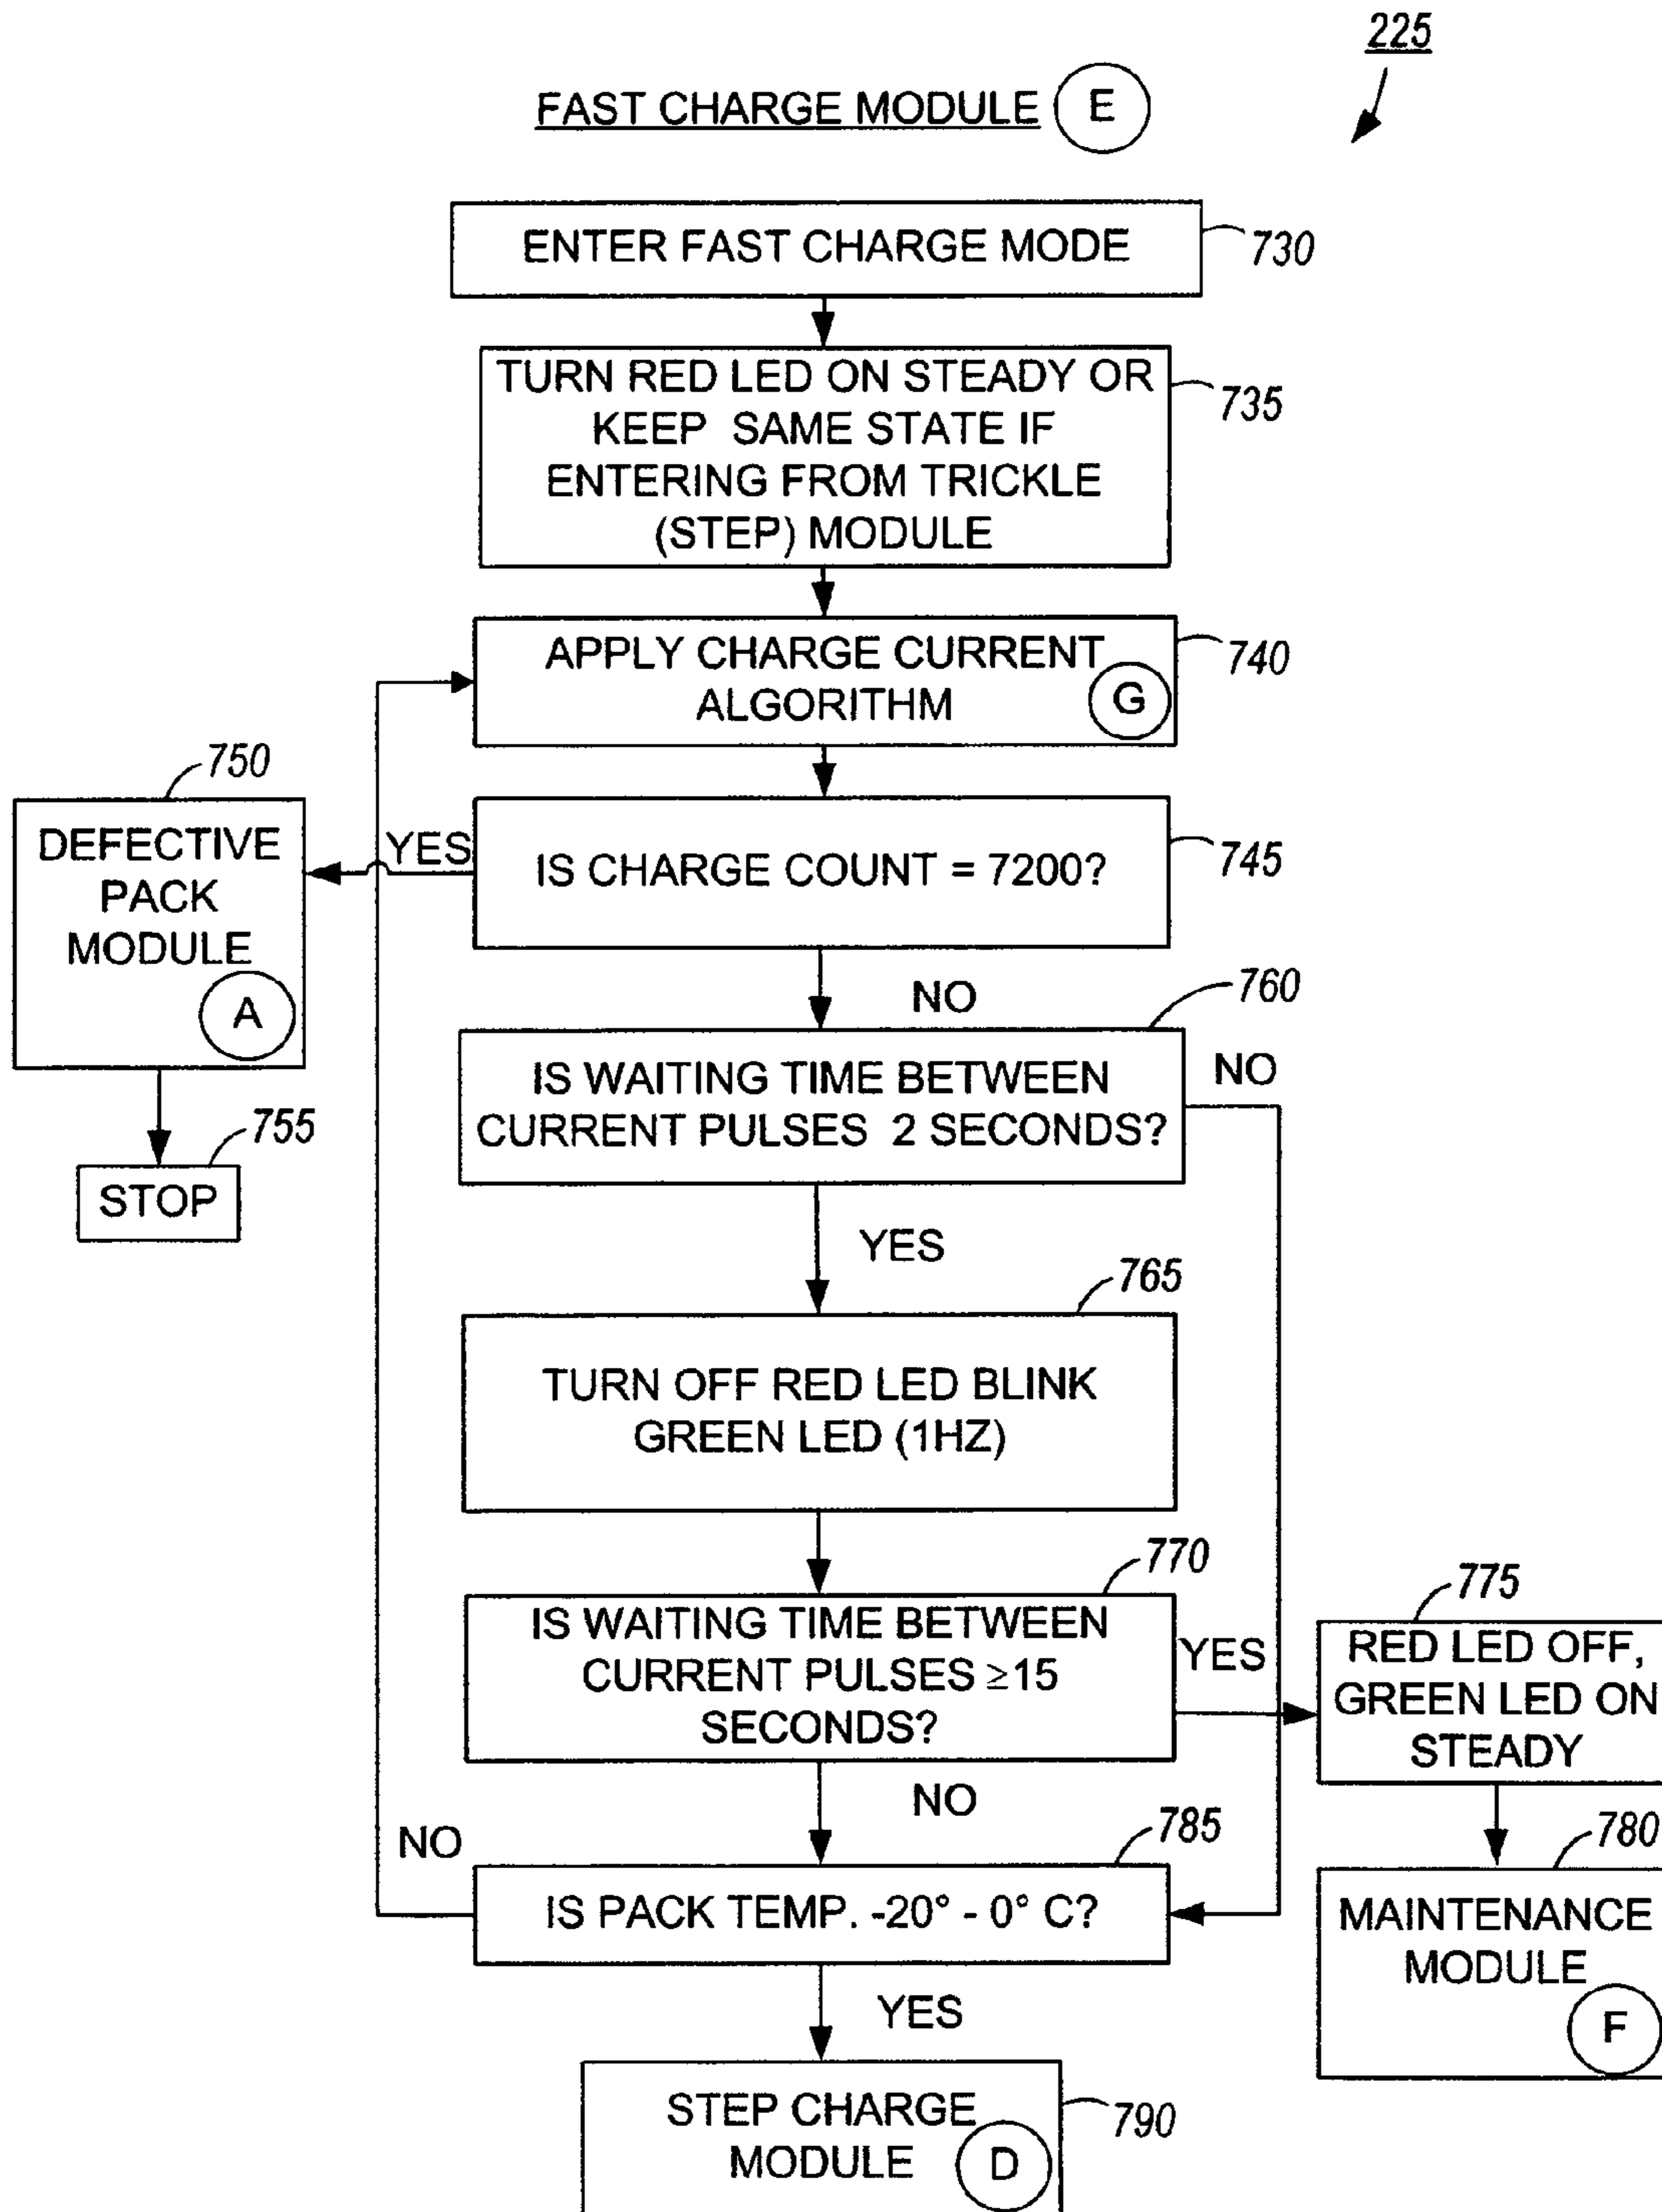 225
FAST CHARGE MODULE E
ENTER FAST CHARGE MODE
730
TURN RED LED ON STEADY OR
KEEP SAME STATE IF
ENTERING FROM TRICKLE
(STEP) MODULE
735
APPLY CHARGE CURRENT
ALGORITHM
G
740
750
DEFECTIVE
PACK
MODULE
A
YES
IS CHARGE COUNT = 7200?
745
755
STOP
NO
760
IS WAITING TIME BETWEEN
CURRENT PULSES 2 SECONDS?
NO
YES
765
TURN OFF RED LED BLINK
GREEN LED (1HZ)
770
IS WAITING TIME BETWEEN
CURRENT PULSES ≥15
SECONDS?
YES
775
RED LED OFF,
GREEN LED ON
STEADY
NO
780
MAINTENANCE
MODULE
F
NO
785
IS PACK TEMP. -20° - 0° C?
YES
STEP CHARGE
MODULE
D
790